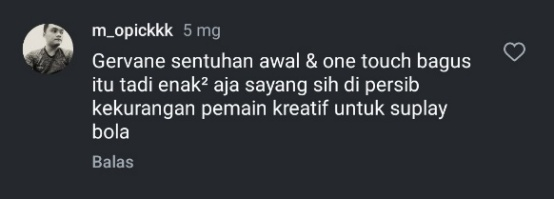 m_opickkk 5 mg
Gervane sentuhan awal & one touch bagus
itu tadi enak² aja sayang sih di persib
kekurangan pemain kreatif untuk suplay
bola
Balas